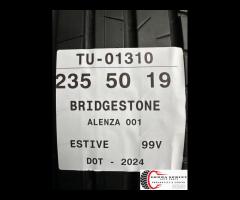 TU-01310
235 50 19
BRIDGESTONE
ALENZA 001
ESTIVE 99V
DOT - 2024